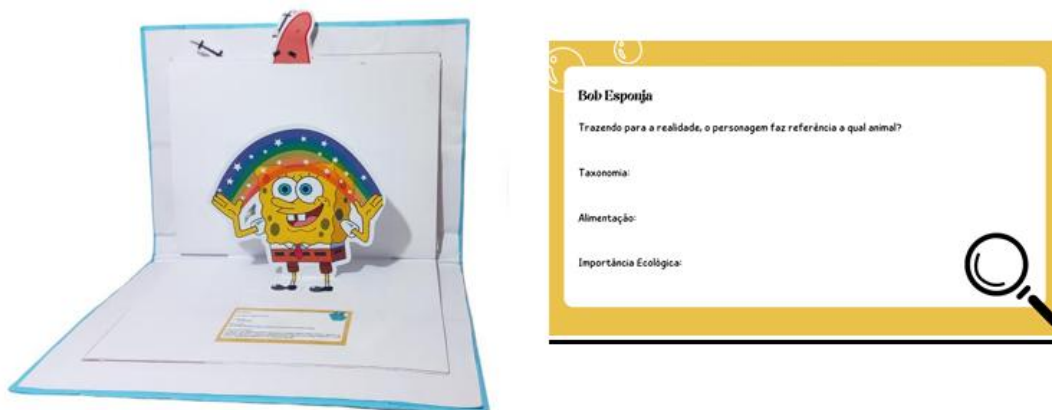 Bob Esponja
Trazendo para a realidade, o personagem faz referência a qual animal?
Taxonomia:
Alimentação:
Importância Ecológica: